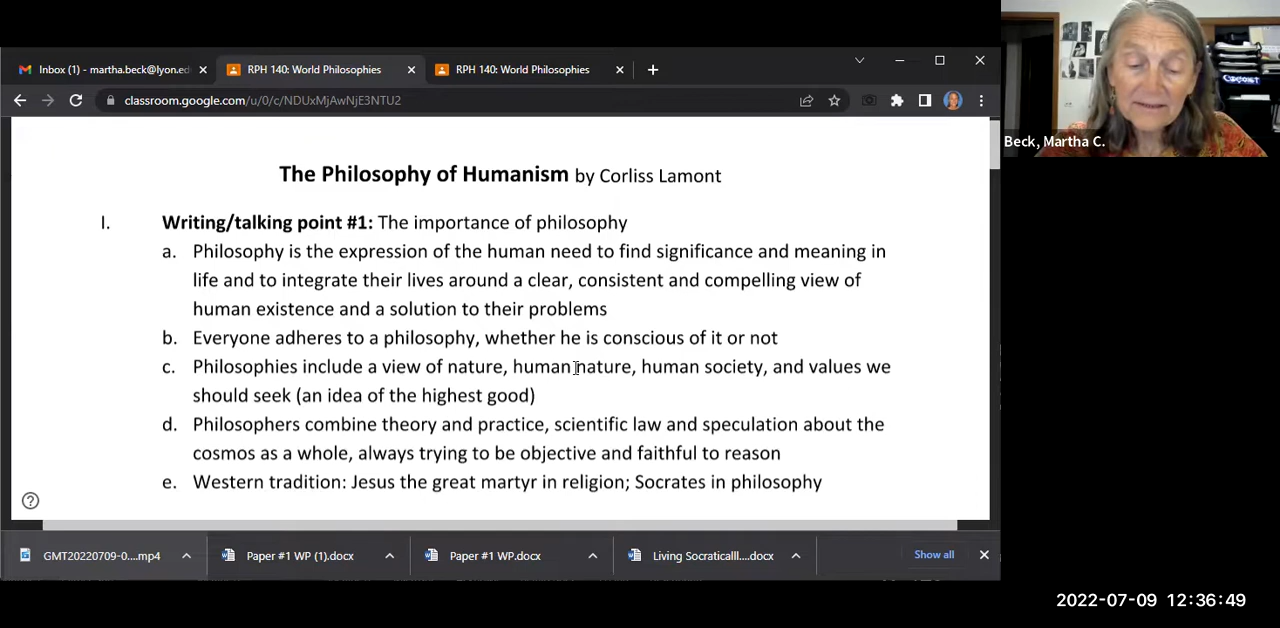 Inbox (1) - martha.beck@lyon.ed
RPH 140: World Philosophies
RPH 140: World Philosophies
classroom.google.com/u/0/c/NDUxMjAwNjE3NTU2
Beck, Martha C.
The Philosophy of Humanism by Corliss Lamont
I. Writing/talking point #1: The importance of philosophy
a. Philosophy is the expression of the human need to find significance and meaning in
life and to integrate their lives around a clear, consistent and compelling view of
human existence and a solution to their problems
b. Everyone adheres to a philosophy, whether he is conscious of it or not
c. Philosophies include a view of nature, human nature, human society, and values we
should seek (an idea of the highest good)
d. Philosophers combine theory and practice, scientific law and speculation about the
cosmos as a whole, always trying to be objective and faithful to reason
e. Western tradition: Jesus the great martyr in religion; Socrates in philosophy
GMT20220709-0....mp4
Paper #1 WP (1).docx
Paper #1 WP.docx
Living Socraticalll....docx
Show all
2022-07-09 12:36:49